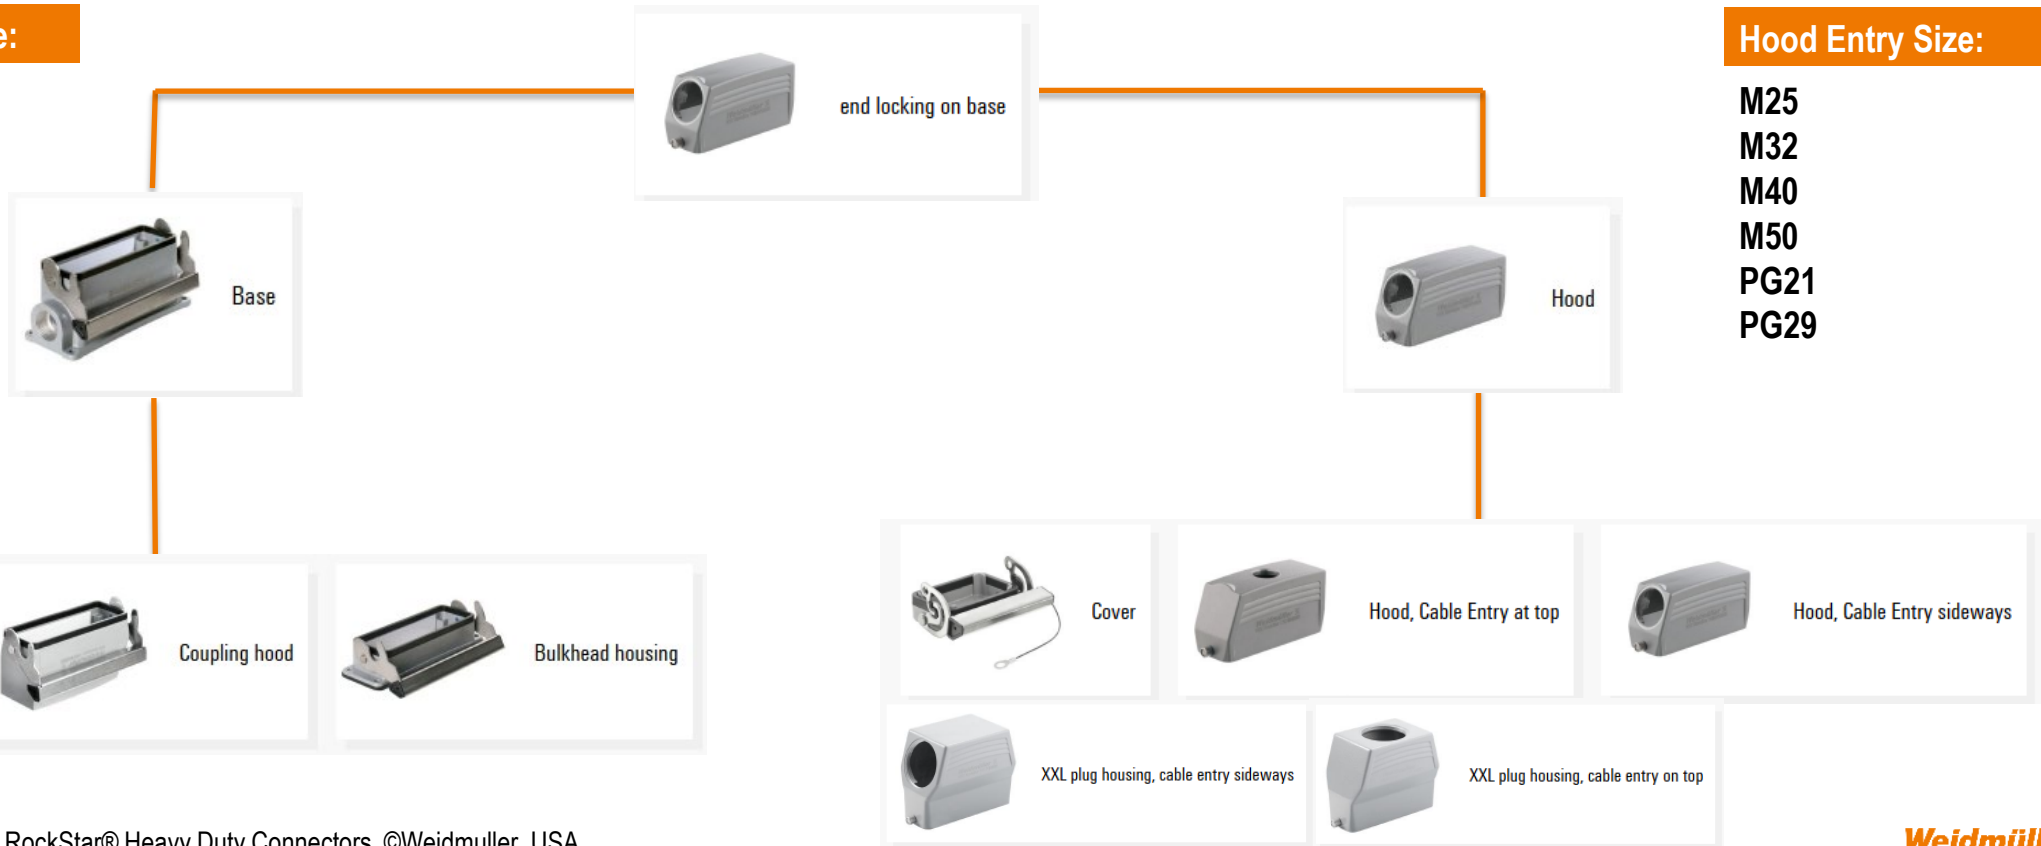 e:
Hood Entry Size:
end locking on base
M25
M32
M40
M50
PG21
PG29
Base
Hood
Coupling hood
Bulkhead housing
Cover
Hood, Cable Entry at top
Hood, Cable Entry sideways
XXL plug housing, cable entry sideways
XXL plug housing, cable entry on top
RockStar® Heavy Duty Connectors ©Weidmuller USA
Weidmüll